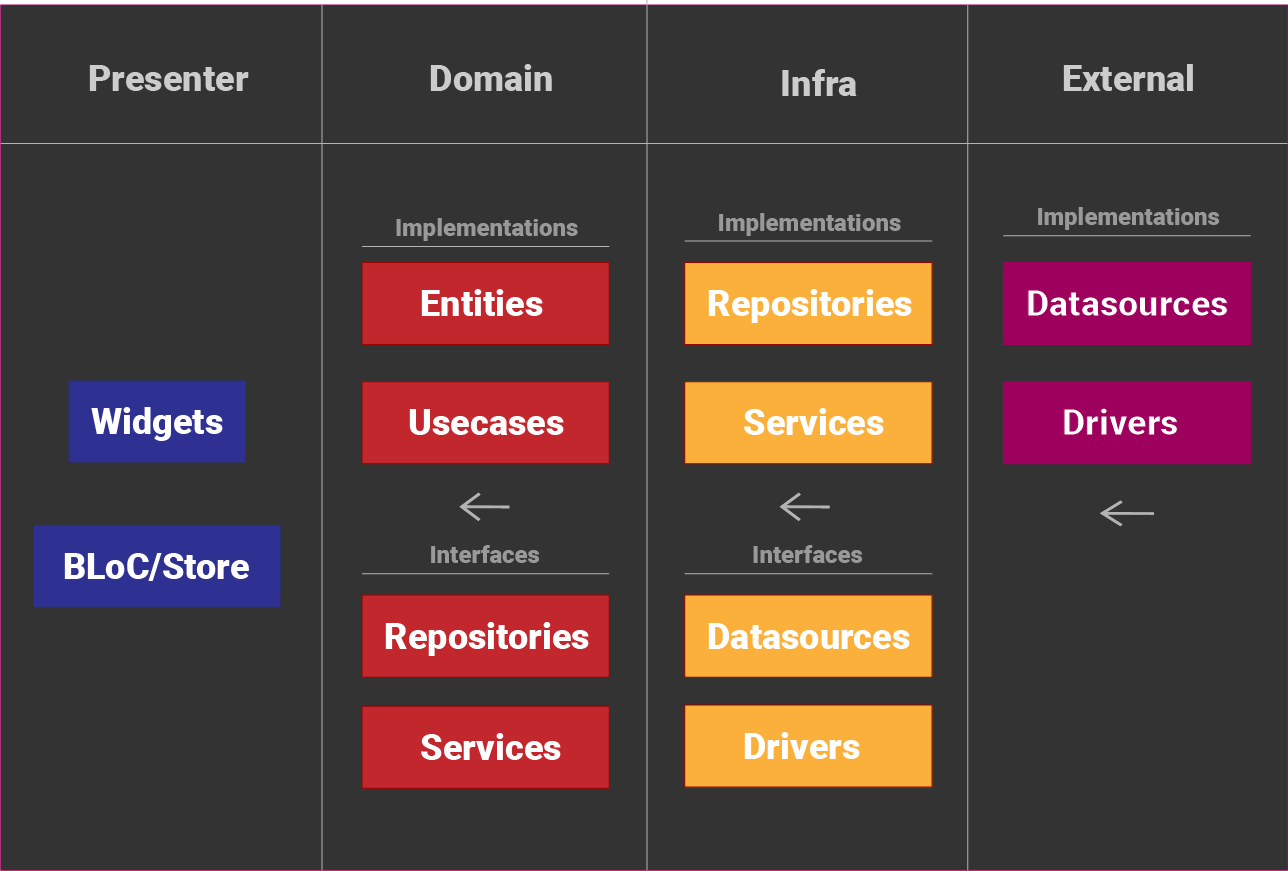 Presenter
Domain
Infra
External
Widgets
BLoC/Store
Implementations
Entities
Usecases
Interfaces
Repositories
Services
Implementations
Repositories
Services
Interfaces
Datasources
Drivers
Implementations
Datasources
Drivers